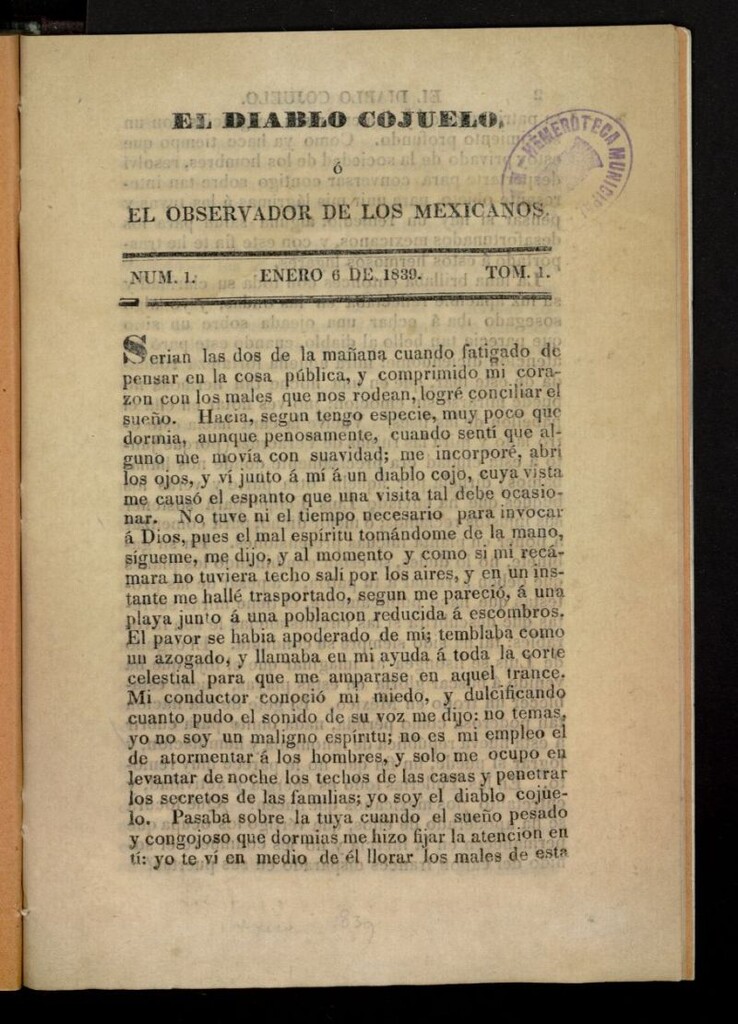 EL DIABLO COJUELO,
ó
EL OBSERVADOR DE LOS MEXICANOS.
NUM. 1. ENERO 6 DE 1839. TOM. 1.
HEMEROTECA MUNICIPAL
Serian las dos de la mañana cuando fatigado de
pensar en la cosa pública, y comprimido mi cora-
zon con los males que nos rodean, logré conciliar el
sueño. Hacia, segun tengo especie, muy poco que
dormia, aunque penosamente, cuando sentí que al-
guno me movía con suavidad; me incorporé, abrí
los ojos, y ví junto á mí á un diablo cojo, cuya vista
me causó el espanto que una visita tal debe ocasio-
nar. No tuve ni el tiempo necesario para invocar
á Dios, pues el mal espíritu tomándome de la mano,
sígueme, me dijo, y al momento y como si mi recá-
mara no tuviera techo salí por los aires, y en un ins-
tante me hallé trasportado, segun me pareció, á una
playa junto á una poblacion reducida á escombros.
El pavor se habia apoderado de mi; temblaba como
un azogado, y llamaba en mi ayuda á toda la corte
celestial para que me amparase en aquel trance.
Mi conductor conoció mi miedo, y dulcificando
cuanto pudo el sonido de su voz me dijo: no temas,
yo no soy un maligno espíritu; no es mi empleo el
de atormentar á los hombres, y solo me ocupo en
levantar de noche los techos de las casas y penetrar
los secretos de las familias; yo soy el diablo cojüe-
lo. Pasaba sobre la tuya cuando el sueño pesado
y congojoso que dormias me hizo fijar la atencion en
tí: yo te ví en medio de él llorar los males de esta